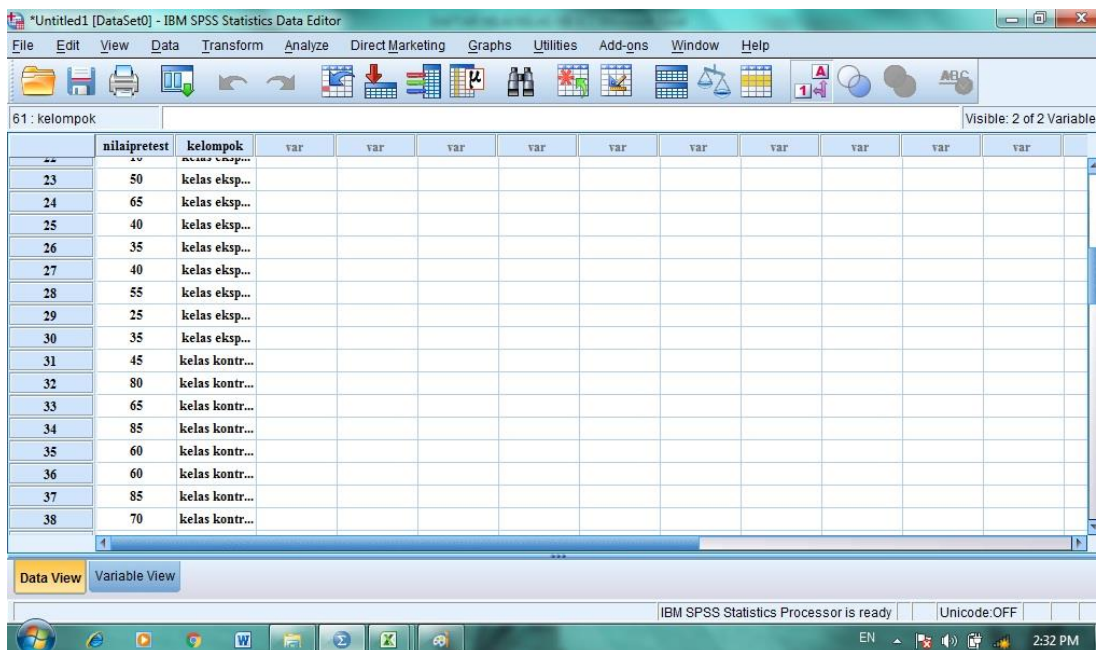 *Untitled1 [DataSet0] - IBM SPSS Statistics Data Editor
File Edit View Data Transform Analyze Direct Marketing Graphs Utilities Add-ons Window Help
61 : kelompok Visible: 2 of 2 Variable
nilaipretest kelompok var var var var var var var var var var
23 50 kelas eksp...
24 65 kelas eksp...
25 40 kelas eksp...
26 35 kelas eksp...
27 40 kelas eksp...
28 55 kelas eksp...
29 25 kelas eksp...
30 35 kelas eksp...
31 45 kelas kontr...
32 80 kelas kontr...
33 65 kelas kontr...
34 85 kelas kontr...
35 60 kelas kontr...
36 60 kelas kontr...
37 85 kelas kontr...
38 70 kelas kontr...
Data View Variable View
IBM SPSS Statistics Processor is ready Unicode:OFF
EN 2:32 PM